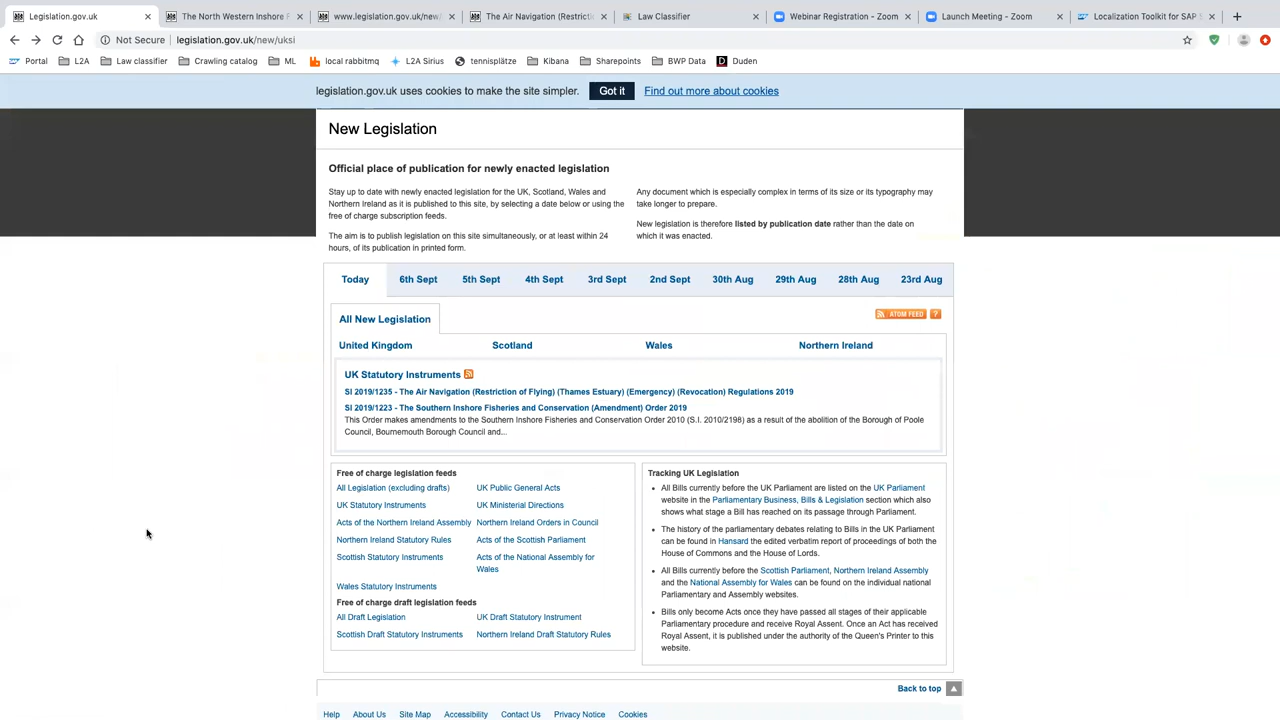 Legislation.gov.uk
The North Western Inshore F
www.legislation.gov.uk/new/
The Air Navigation (Restricti
Law Classifier
Webinar Registration - Zoom
Launch Meeting - Zoom
Localization Toolkit for SAP S
Not Secure
legislation.gov.uk/new/uksi
Portal
L2A
Law classifier
Crawling catalog
ML
local rabbitmq
L2A Sirius
tennisplätze
Kibana
Sharepoints
BWP Data
Duden
legislation.gov.uk uses cookies to make the site simpler.
Got it
Find out more about cookies
New Legislation
Official place of publication for newly enacted legislation
Stay up to date with newly enacted legislation for the UK, Scotland, Wales and
Northern Ireland as it is published to this site, by selecting a date below or using the
free of charge subscription feeds.
The aim is to publish legislation on this site simultaneously, or at least within 24
hours, of its publication in printed form.
Any document which is especially complex in terms of its size or its typography may
take longer to prepare.
New legislation is therefore listed by publication date rather than the date on
which it was enacted.
Today
6th Sept
5th Sept
4th Sept
3rd Sept
2nd Sept
30th Aug
29th Aug
28th Aug
23rd Aug
All New Legislation
ATOM FEED
?
United Kingdom
Scotland
Wales
Northern Ireland
UK Statutory Instruments
SI 2019/1235 - The Air Navigation (Restriction of Flying) (Thames Estuary) (Emergency) (Revocation) Regulations 2019
SI 2019/1223 - The Southern Inshore Fisheries and Conservation (Amendment) Order 2019
This Order makes amendments to the Southern Inshore Fisheries and Conservation Order 2010 (S.I. 2010/2198) as a result of the abolition of the Borough of Poole
Council, Bournemouth Borough Council and...
Free of charge legislation feeds
All Legislation (excluding drafts)
UK Public General Acts
UK Statutory Instruments
UK Ministerial Directions
Acts of the Northern Ireland Assembly
Northern Ireland Orders in Council
Northern Ireland Statutory Rules
Acts of the Scottish Parliament
Scottish Statutory Instruments
Acts of the National Assembly for
Wales
Wales Statutory Instruments
Free of charge draft legislation feeds
All Draft Legislation
UK Draft Statutory Instrument
Scottish Draft Statutory Instruments
Northern Ireland Draft Statutory Rules
Tracking UK Legislation
All Bills currently before the UK Parliament are listed on the UK Parliament
website in the Parliamentary Business, Bills & Legislation section which also
shows what stage a Bill has reached on its passage through Parliament.
The history of the parliamentary debates relating to Bills in the UK Parliament
can be found in Hansard the edited verbatim report of proceedings of both the
House of Commons and the House of Lords.
All Bills currently before the Scottish Parliament, Northern Ireland Assembly
and the National Assembly for Wales can be found on the individual national
Parliamentary and Assembly websites.
Bills only become Acts once they have passed all stages of their applicable
Parliamentary procedure and receive Royal Assent. Once an Act has received
Royal Assent, it is published under the authority of the Queen's Printer to this
website.
Back to top
Help
About Us
Site Map
Accessibility
Contact Us
Privacy Notice
Cookies